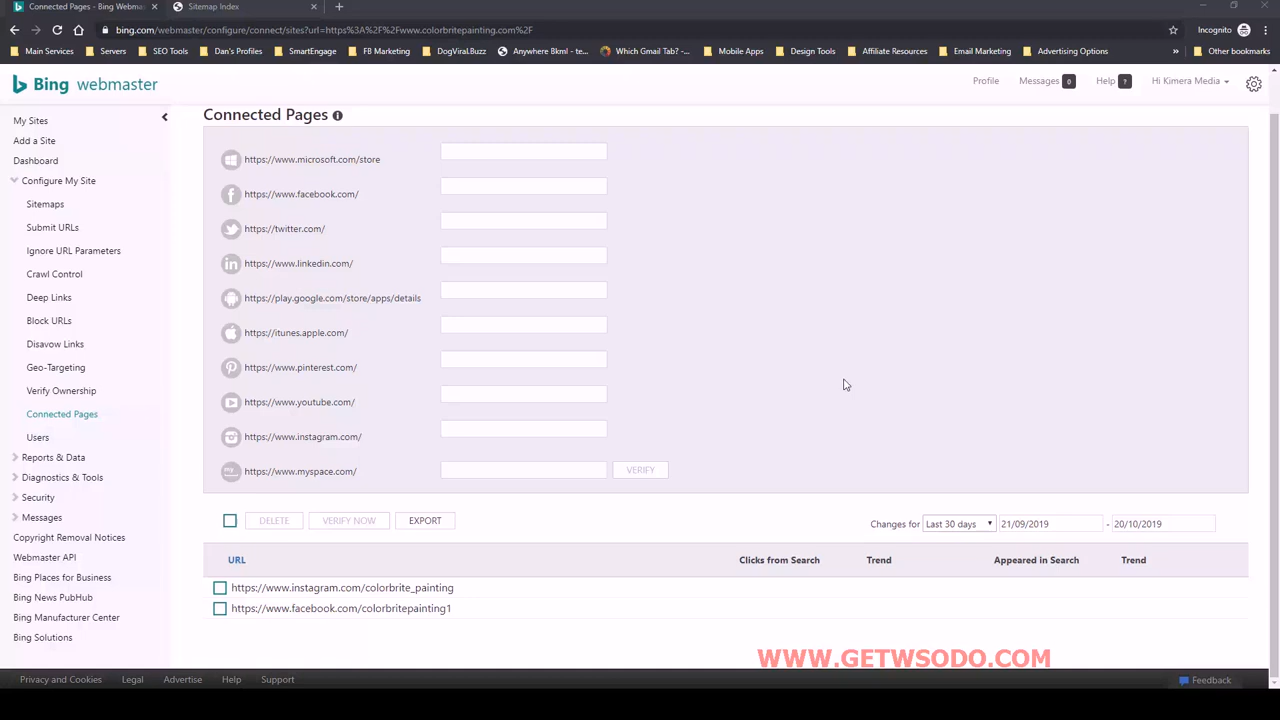 Connected Pages - Bing Webmas
Sitemap Index
bing.com/webmaster/configure/connect/sites?url=https%3A%2F%2Fwww.colorbritepainting.com%2F
Incognito
Main Services
Servers
SEO Tools
Dan's Profiles
SmartEngage
FB Marketing
DogViral.Buzz
Anywhere Bkml - te...
Which Gmail Tab? -...
Mobile Apps
Design Tools
Affiliate Resources
Email Marketing
Advertising Options
»
Other bookmarks
Bing webmaster
Profile
Messages 0
Help ?
Hi Kimera Media
My Sites
Add a Site
Dashboard
Configure My Site
Sitemaps
Submit URLs
Ignore URL Parameters
Crawl Control
Deep Links
Block URLs
Disavow Links
Geo-Targeting
Verify Ownership
Connected Pages
Users
Reports & Data
Diagnostics & Tools
Security
Messages
Copyright Removal Notices
Webmaster API
Bing Places for Business
Bing News PubHub
Bing Manufacturer Center
Bing Solutions
Connected Pages
https://www.microsoft.com/store
https://www.facebook.com/
https://twitter.com/
https://www.linkedin.com/
https://play.google.com/store/apps/details
https://itunes.apple.com/
https://www.pinterest.com/
https://www.youtube.com/
https://www.instagram.com/
https://www.myspace.com/
VERIFY
DELETE
VERIFY NOW
EXPORT
Changes for Last 30 days 21/09/2019 - 20/10/2019
URL Clicks from Search Trend Appeared in Search Trend
https://www.instagram.com/colorbrite_painting
https://www.facebook.com/colorbritepainting1
WWW.GETWSODO.COM
Privacy and Cookies Legal Advertise Help Support
Feedback